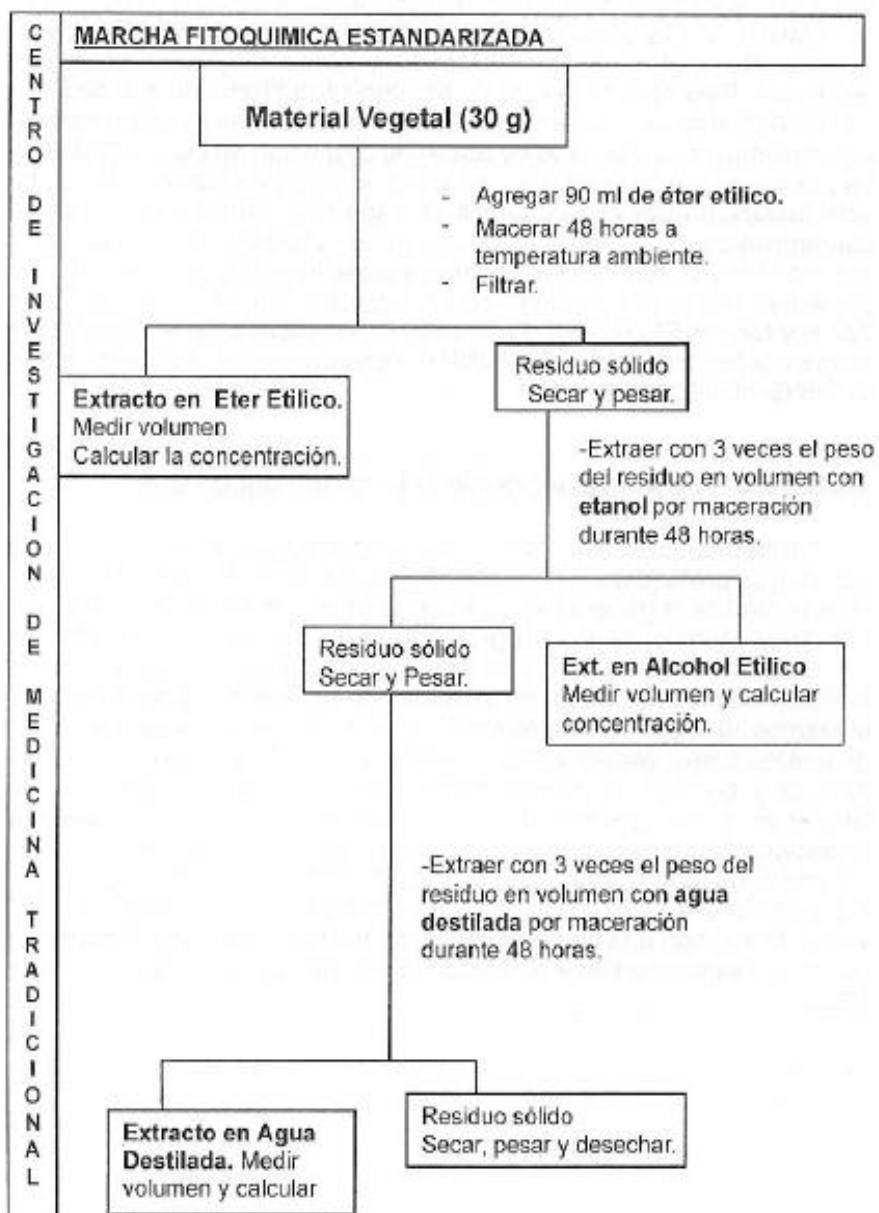 CENTRO DE INVESTIGACION DE MEDICINA TRADICIONAL
MARCHA FITOQUIMICA ESTANDARIZADA
Material Vegetal (30 g)
- Agregar 90 ml de éter etilico.
- Macerar 48 horas a
temperatura ambiente.
- Filtrar.
Extracto en Eter Etilico.
Medir volumen
Calcular la concentración.
Residuo sólido
Secar y pesar.
-Extraer con 3 veces el peso
del residuo en volumen con
etanol por maceración
durante 48 horas.
Residuo sólido
Secar y Pesar.
Ext. en Alcohol Etilico
Medir volumen y calcular
concentración.
-Extraer con 3 veces el peso del
residuo en volumen con agua
destilada por maceración
durante 48 horas.
Extracto en Agua
Destilada. Medir
volumen y calcular
Residuo sólido
Secar, pesar y desechar.